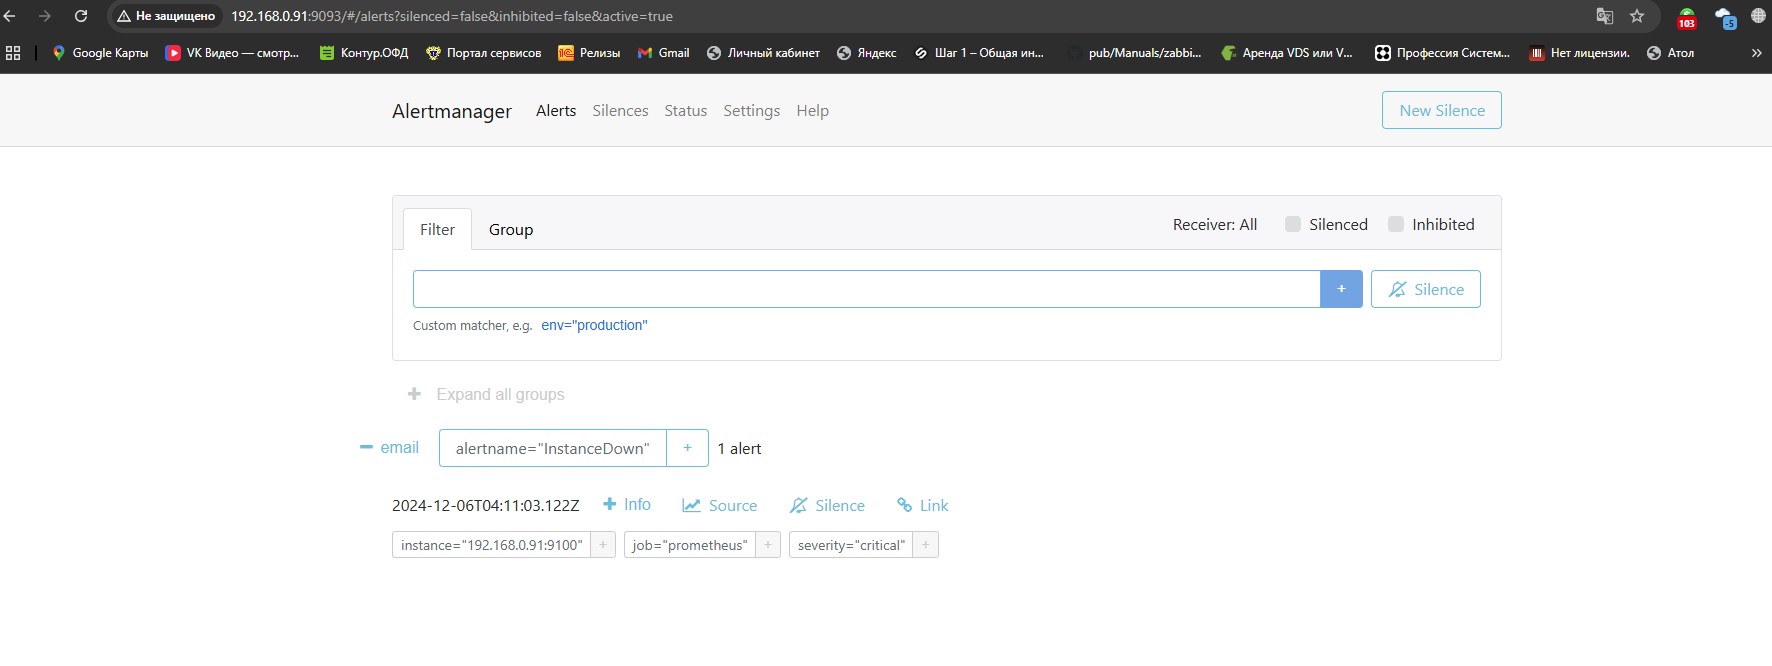 Не защищено 192.168.0.91:9093/#/alerts?silenced=false&inhibited=false&active=true 103 -5
Google Карты VK Видео — смотр... Контур.ОФД Портал сервисов 1С Релизы Gmail Личный кабинет Яндекс Шаг 1 – Общая ин... pub/Manuals/zabbi... Аренда VDS или V... Профессия Систем... Нет лицензии. Атол »
Alertmanager Alerts Silences Status Settings Help New Silence
Filter Group Receiver: All Silenced Inhibited
+ Silence
Custom matcher, e.g. env="production"
+ Expand all groups
− email alertname="InstanceDown" + 1 alert
2024-12-06T04:11:03.122Z + Info Source Silence Link
instance="192.168.0.91:9100" + job="prometheus" + severity="critical" +